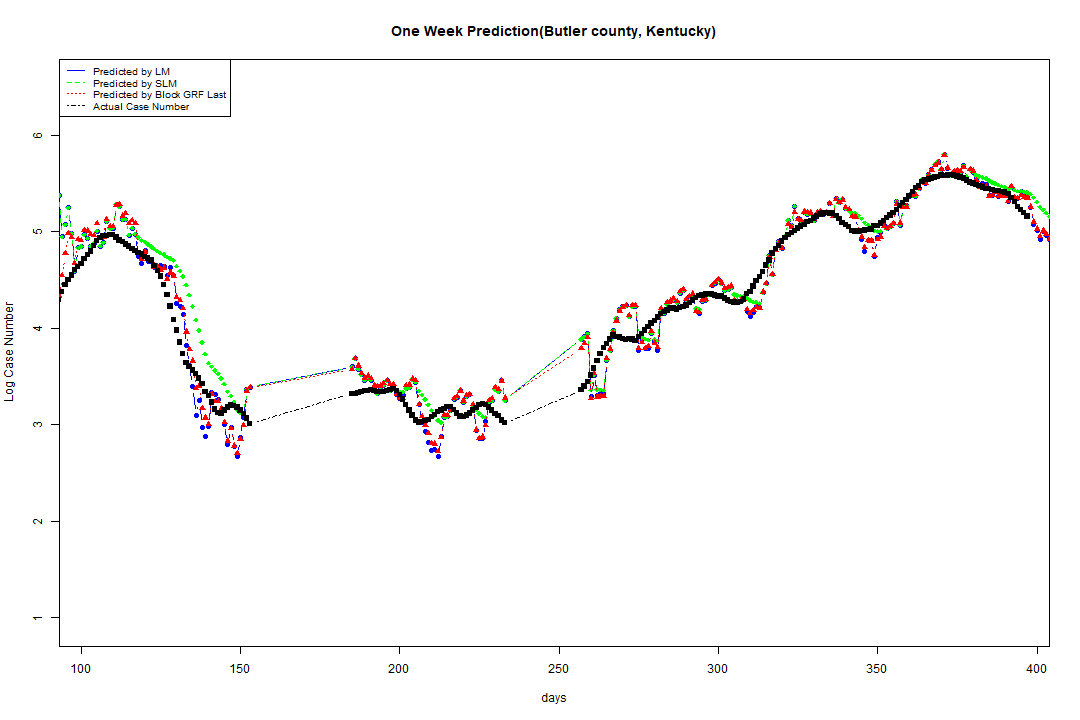 One Week Prediction(Butler county, Kentucky)
Predicted by LM
Predicted by SLM
Predicted by Block GRF Last
Actual Case Number
Log Case Number
6
5
4
3
2
1
100 150 200 250 300 350 400
days